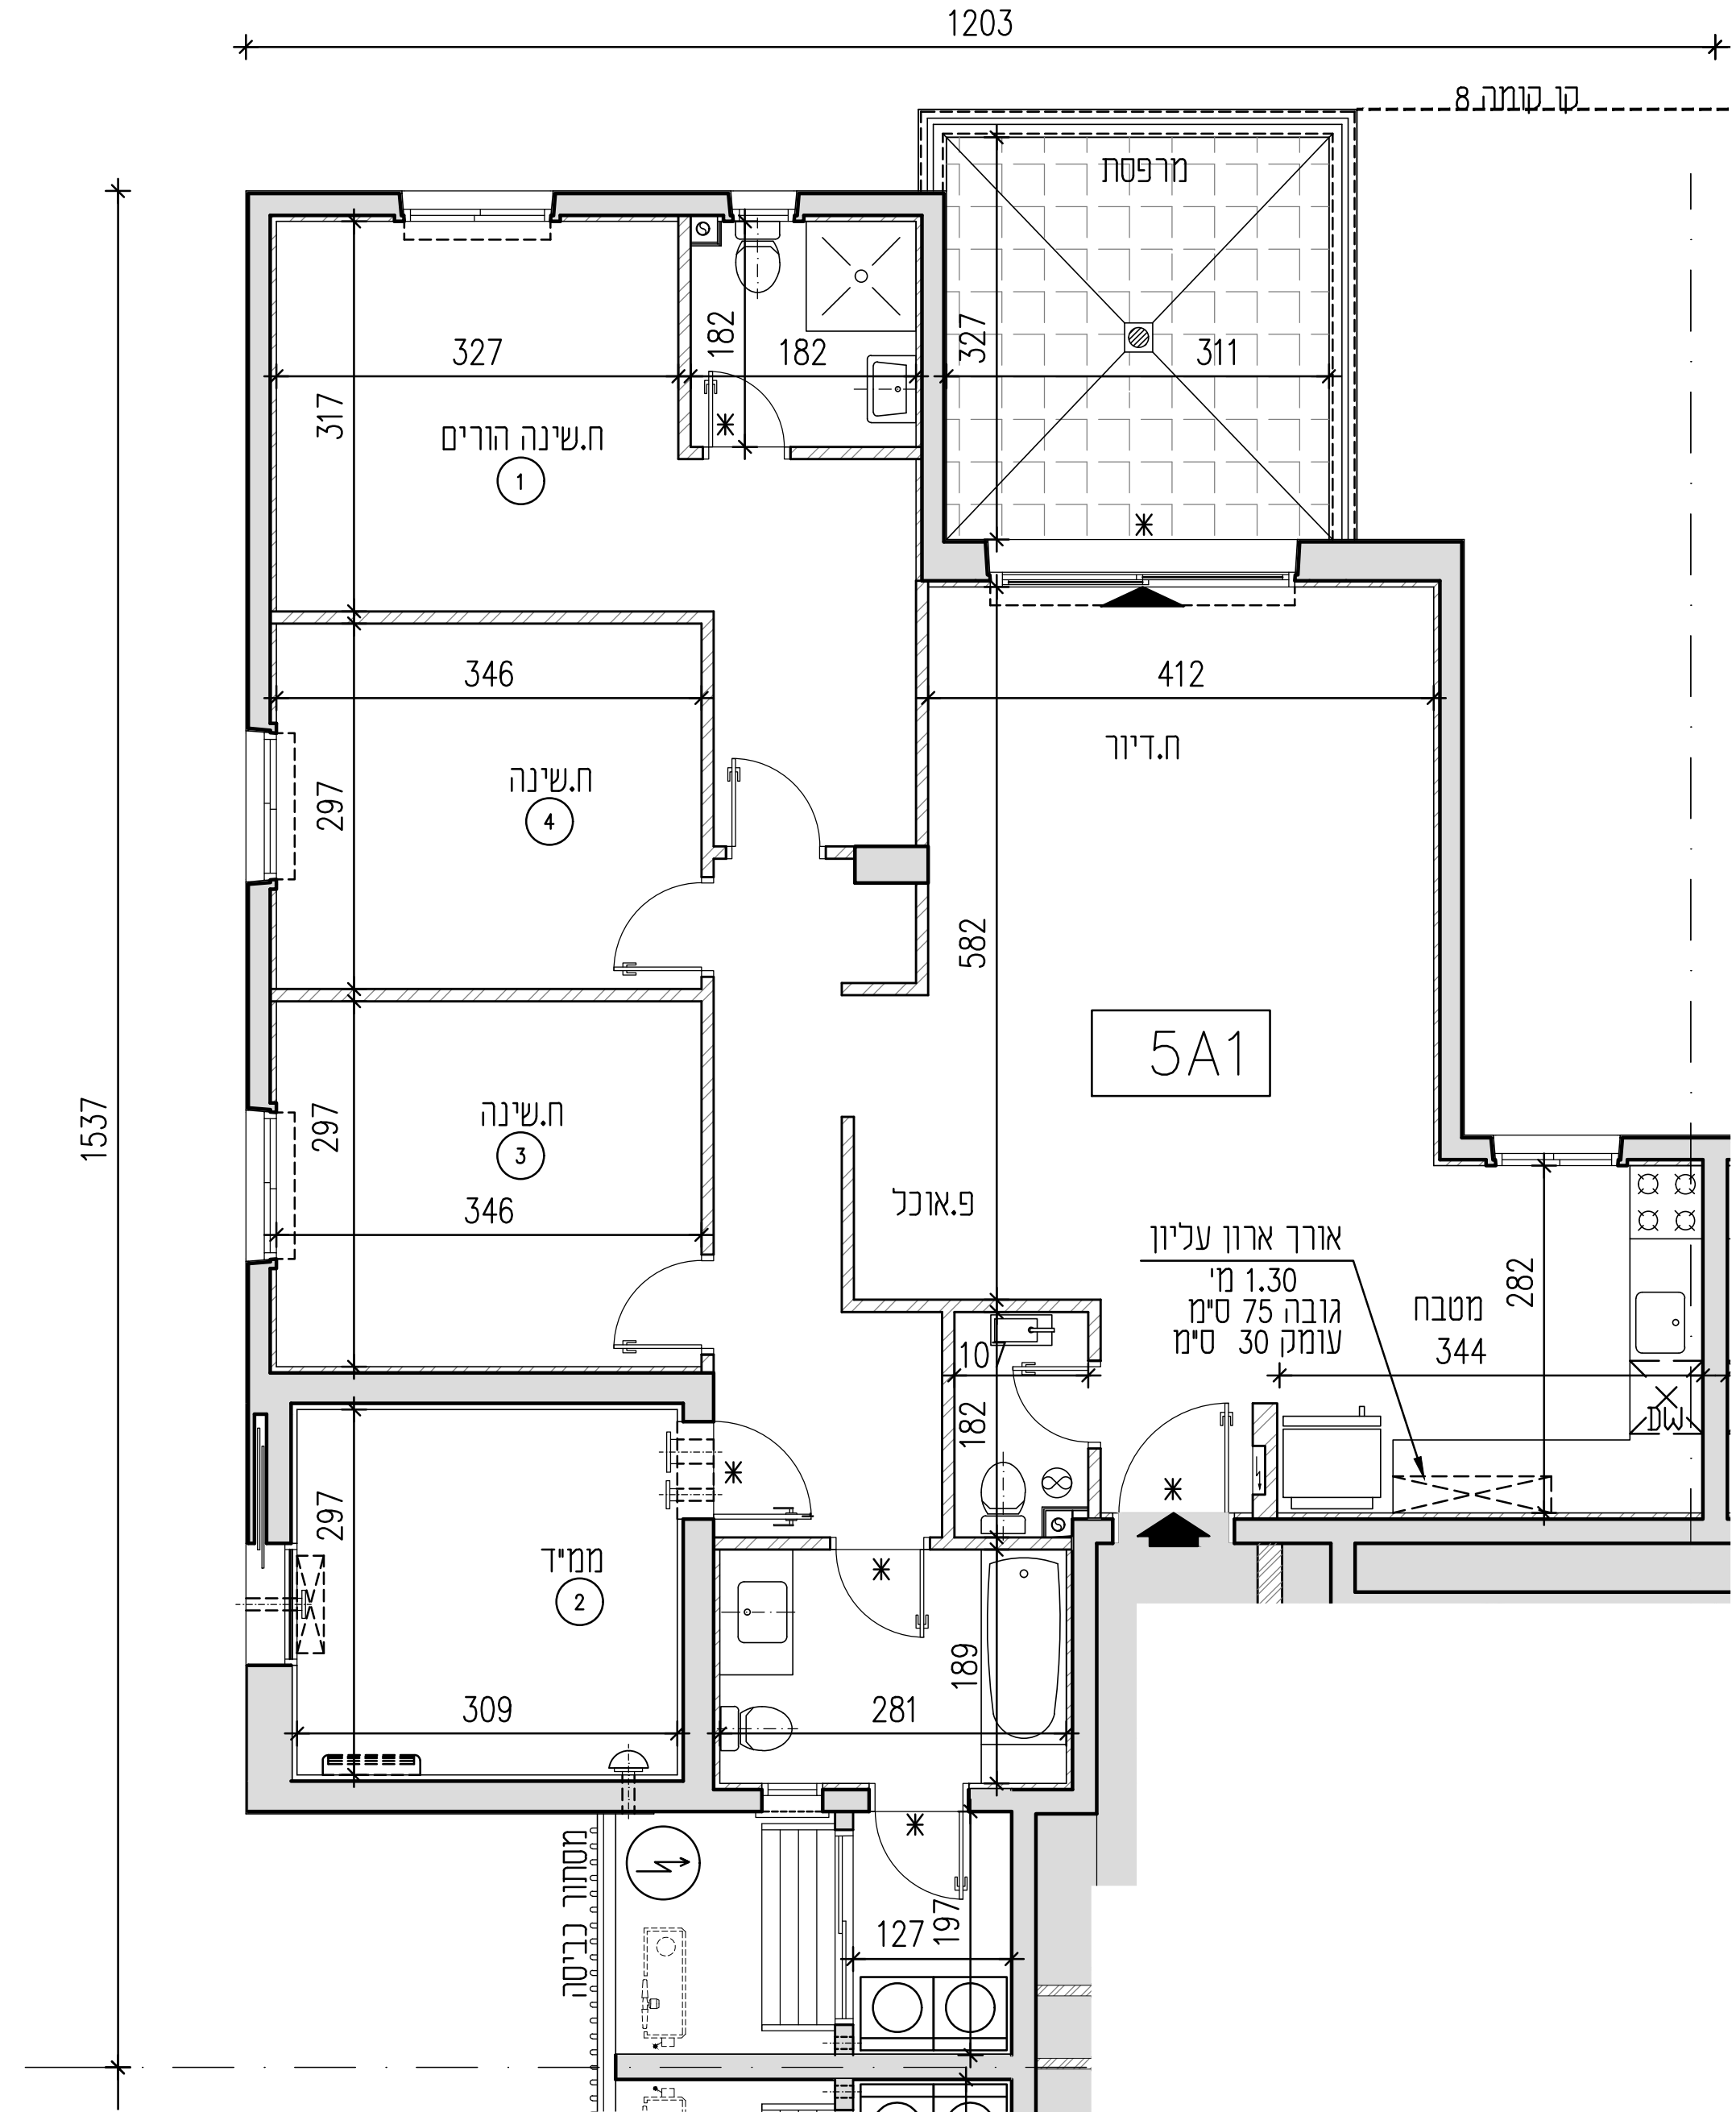 1203
קו קומה 8
מרפסת
327
311
182
182
327
317
ח.שינה הורים
1
346
412
ח.דיור
ח.שינה
4
297
582
5A1
1537
ח.שינה
3
297
346
פ.אוכל
אורך ארון עליון
1.30 מ'
גובה 75 ס"מ
עומק 30 ס"מ
מטבח
344
282
DW
107
182
297
ממ"ד
2
309
281
189
מסתור כביסה
127
197